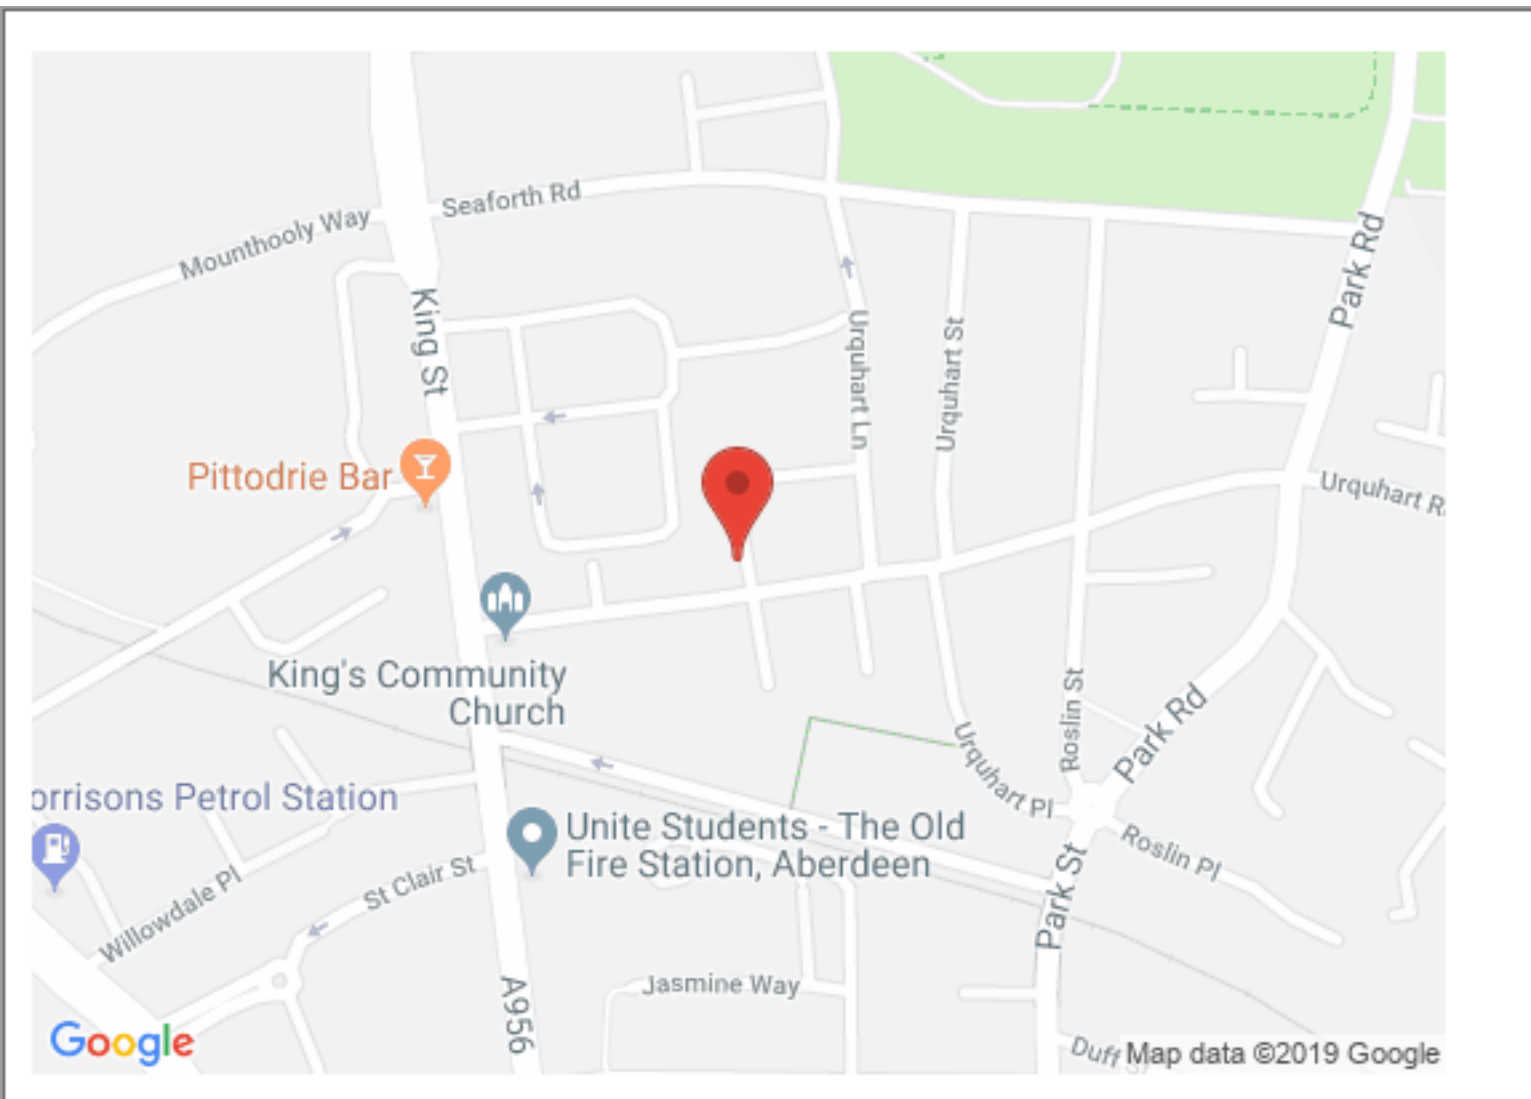 Seaforth Rd
Mounthooly Way
Park Rd
King St
Urquhart Ln
Urquhart St
Pittodrie Bar
Urquhart R
King's Community
Church
Roslin St
Park Rd
Urquhart Pl
orrisons Petrol Station
Unite Students - The Old
Fire Station, Aberdeen
Roslin Pl
St Clair St
Park St
Willowdale Pl
Jasmine Way
A956
Google
Duff
Map data ©2019 Google